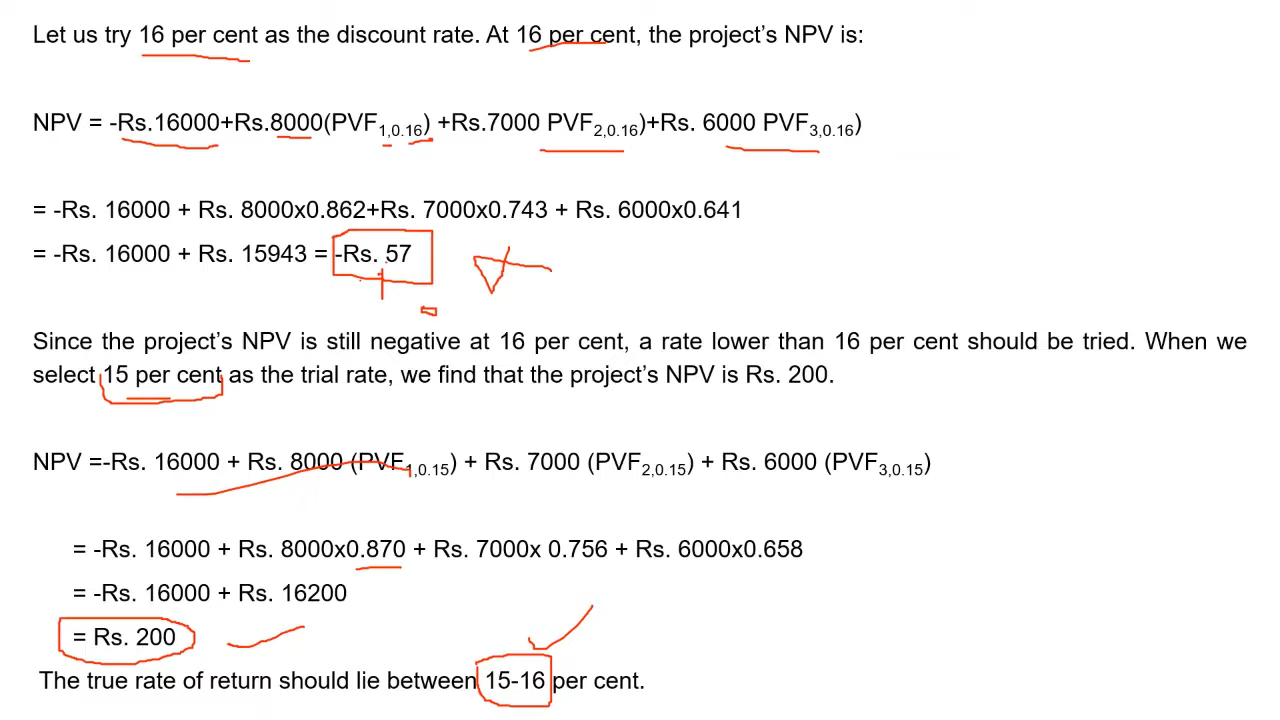 Let us try 16 per cent as the discount rate. At 16 per cent, the project's NPV is:
NPV = -Rs.16000+Rs.8000(PVF1,0.16) +Rs.7000 PVF2,0.16)+Rs. 6000 PVF3,0.16)
= -Rs. 16000 + Rs. 8000x0.862+Rs. 7000x0.743 + Rs. 6000x0.641
= -Rs. 16000 + Rs. 15943 = -Rs. 57
Since the project's NPV is still negative at 16 per cent, a rate lower than 16 per cent should be tried. When we
select 15 per cent as the trial rate, we find that the project's NPV is Rs. 200.
NPV =-Rs. 16000 + Rs. 8000 (PVF1,0.15) + Rs. 7000 (PVF2,0.15) + Rs. 6000 (PVF3,0.15)
= -Rs. 16000 + Rs. 8000x0.870 + Rs. 7000x 0.756 + Rs. 6000x0.658
= -Rs. 16000 + Rs. 16200
= Rs. 200
The true rate of return should lie between 15-16 per cent.